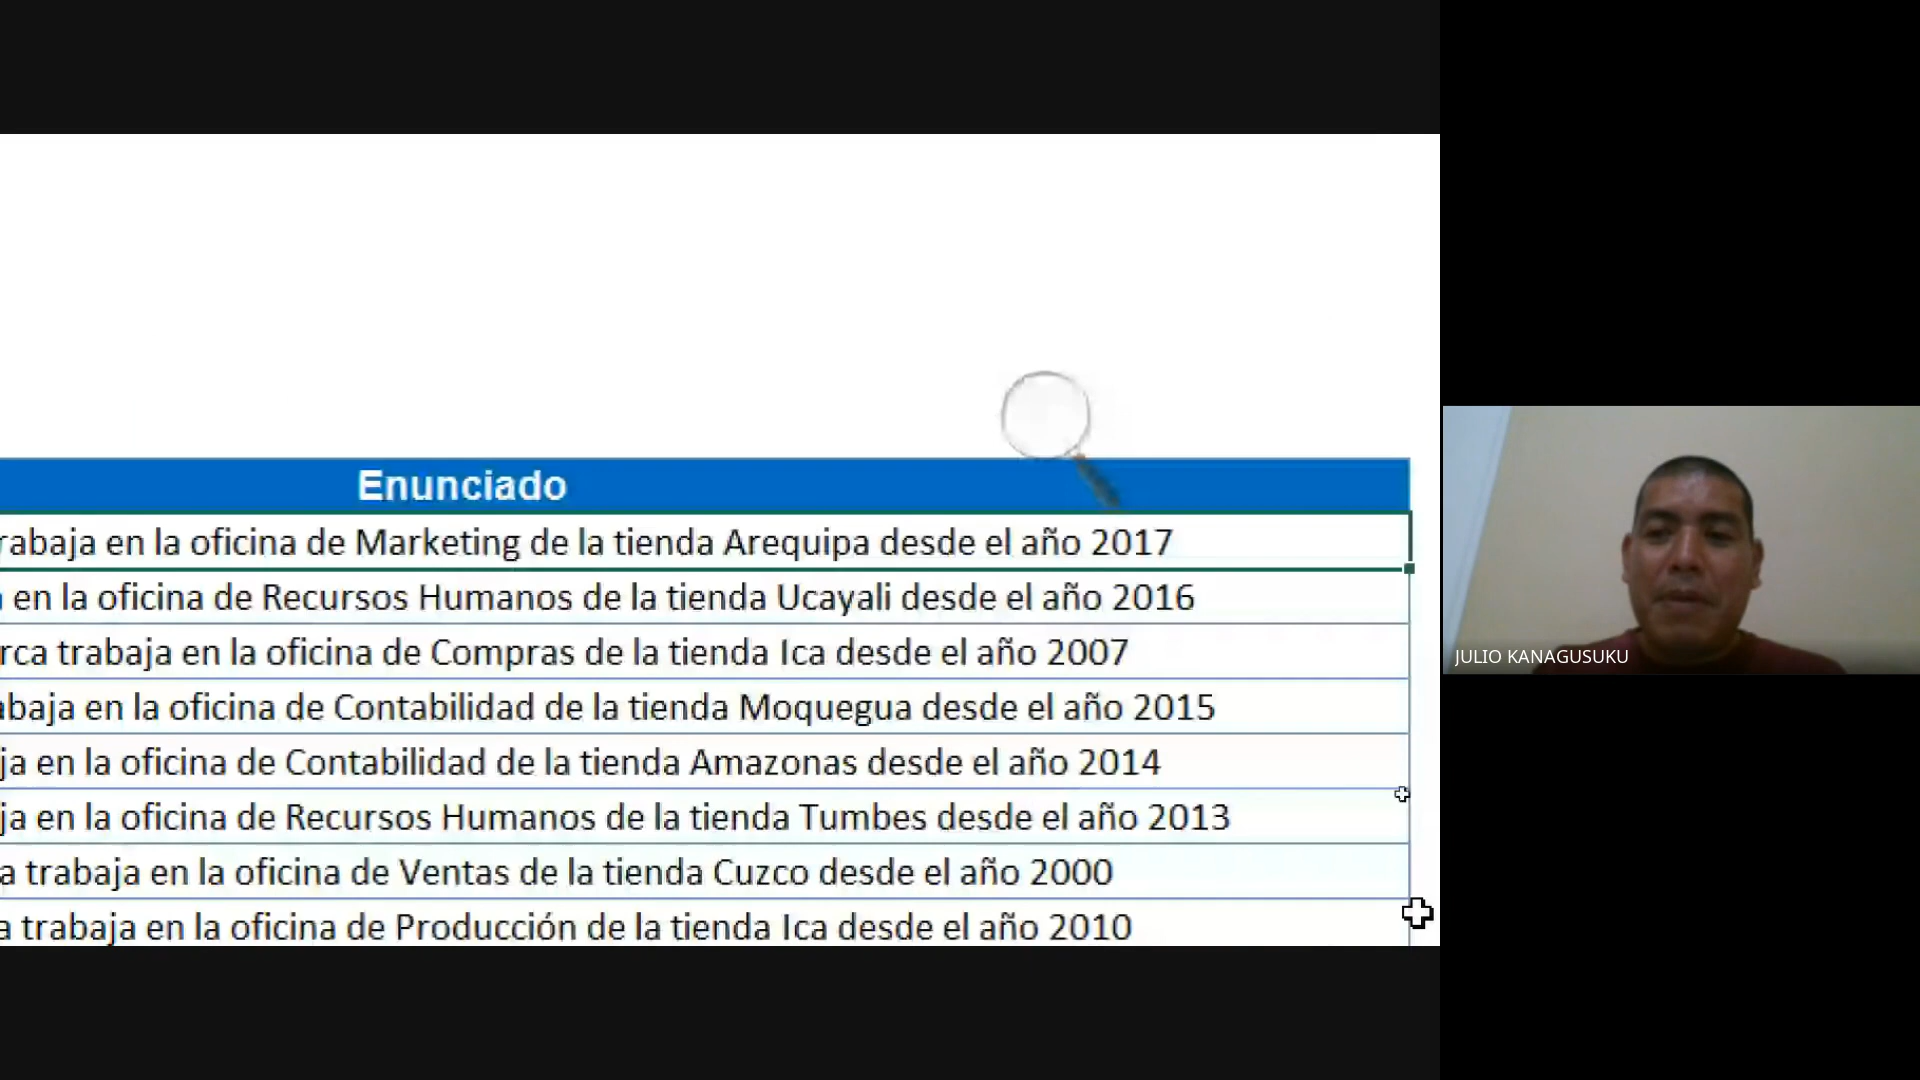 Enunciado
en la oficina de Marketing de la tienda Arequipa desde el año 2017
en la oficina de Recursos Humanos de la tienda Ucayali desde el año 2016
trabaja en la oficina de Compras de la tienda Ica desde el año 2007
en la oficina de Contabilidad de la tienda Moquegua desde el año 2015
en la oficina de Contabilidad de la tienda Amazonas desde el año 2014
en la oficina de Recursos Humanos de la tienda Tumbes desde el año 2013
trabaja en la oficina de Ventas de la tienda Cuzco desde el año 2000
trabaja en la oficina de Producción de la tienda Ica desde el año 2010
JULIO KANAGUSUKU